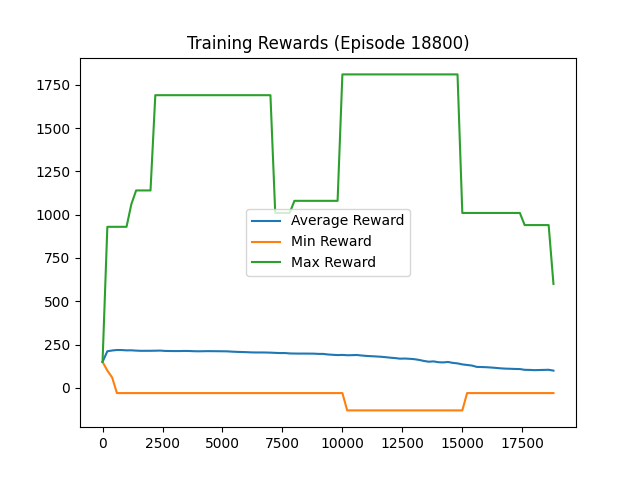 Training Rewards (Episode 18800)
1750
1500
1250
1000
750
500
250
0
Average Reward
Min Reward
Max Reward
0 2500 5000 7500 10000 12500 15000 17500